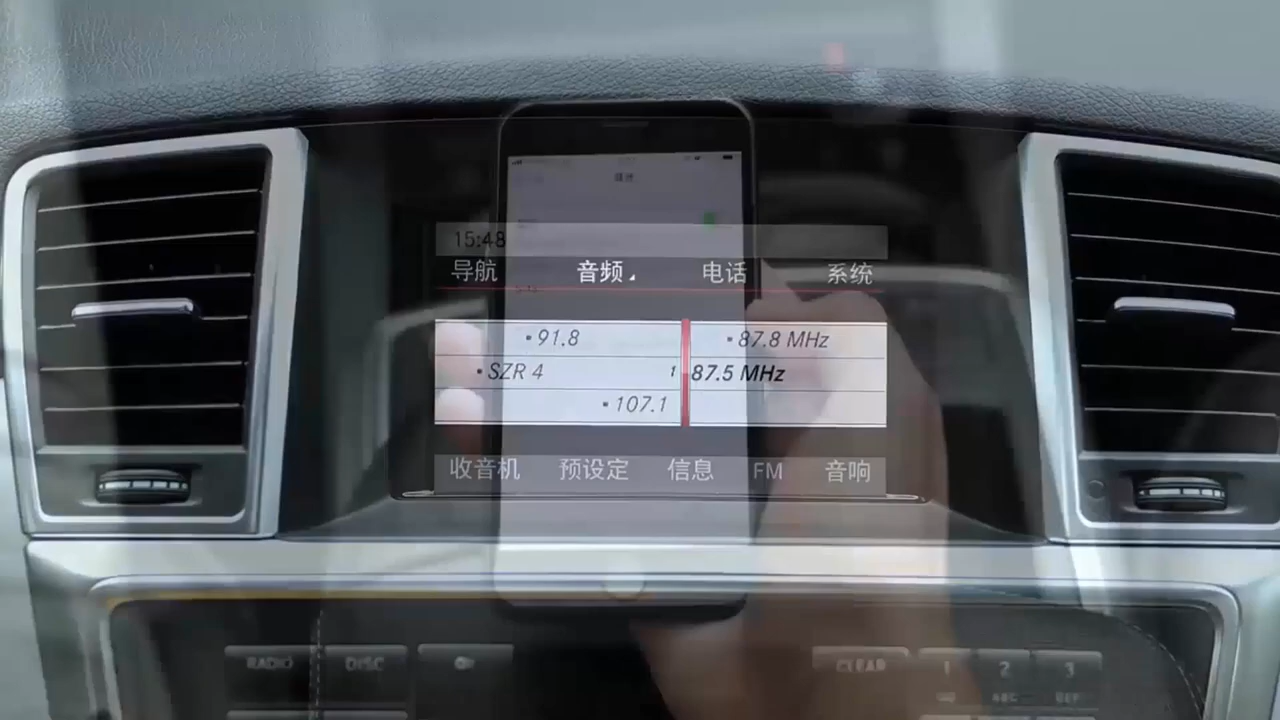 15:48
导航 音频 电话 系统
91.8 87.8 MHz
SZR 4 1 87.5 MHz
107.1
收音机 预设定 信息 FM 音响
RADIO DISC CLEAR 1 2 3
ABC DEF